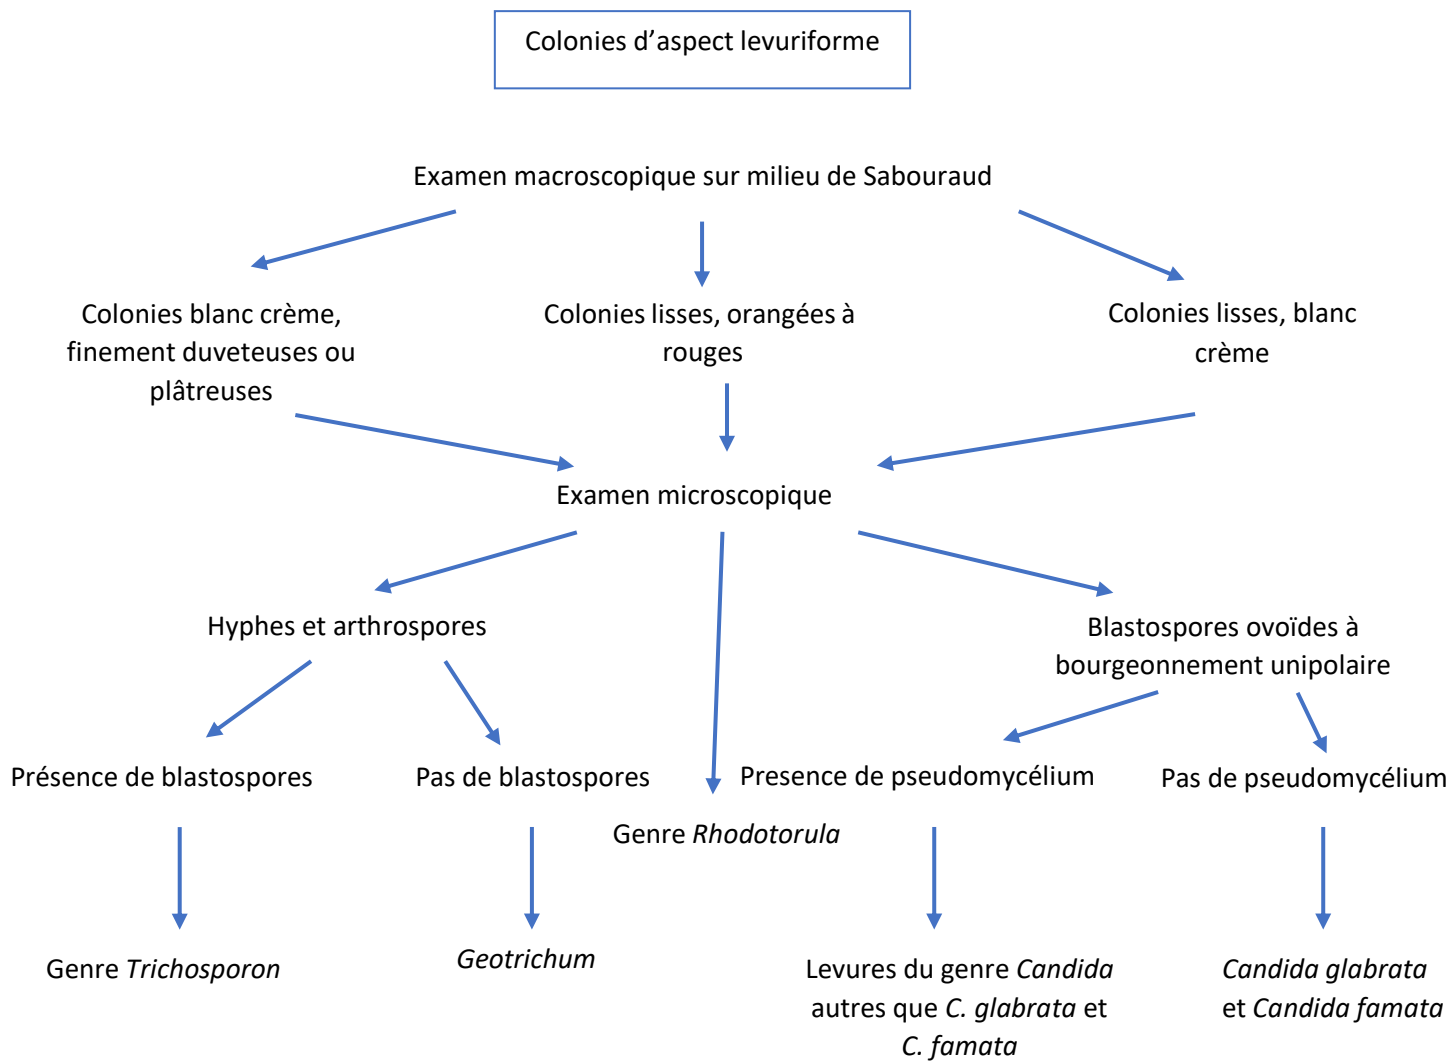 Colonies d’aspect levuriforme
Examen macroscopique sur milieu de Sabouraud
Colonies blanc crème,
finement duveteuses ou
plâtreuses
Colonies lisses, orangées à
rouges
Colonies lisses, blanc
crème
Examen microscopique
Hyphes et arthrospores
Blastospores ovoïdes à
bourgeonnement unipolaire
Présence de blastospores
Pas de blastospores
Presence de pseudomycélium
Pas de pseudomycélium
Genre Rhodotorula
Genre Trichosporon
Geotrichum
Levures du genre Candida
autres que C. glabrata et
C. famata
Candida glabrata
et Candida famata